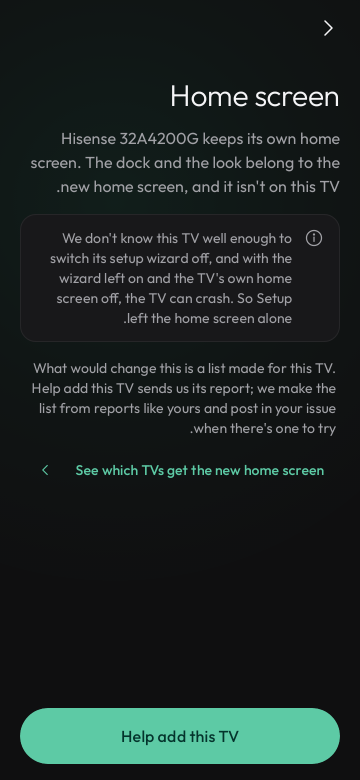 Home screen
Hisense 32A4200G keeps its own home
screen. The dock and the look belong to the
.new home screen, and it isn't on this TV
We don't know this TV well enough to
switch its setup wizard off, and with the
wizard left on and the TV's own home
screen off, the TV can crash. So Setup
.left the home screen alone
What would change this is a list made for this TV.
Help add this TV sends us its report; we make the
list from reports like yours and post in your issue
.when there's one to try
See which TVs get the new home screen
Help add this TV